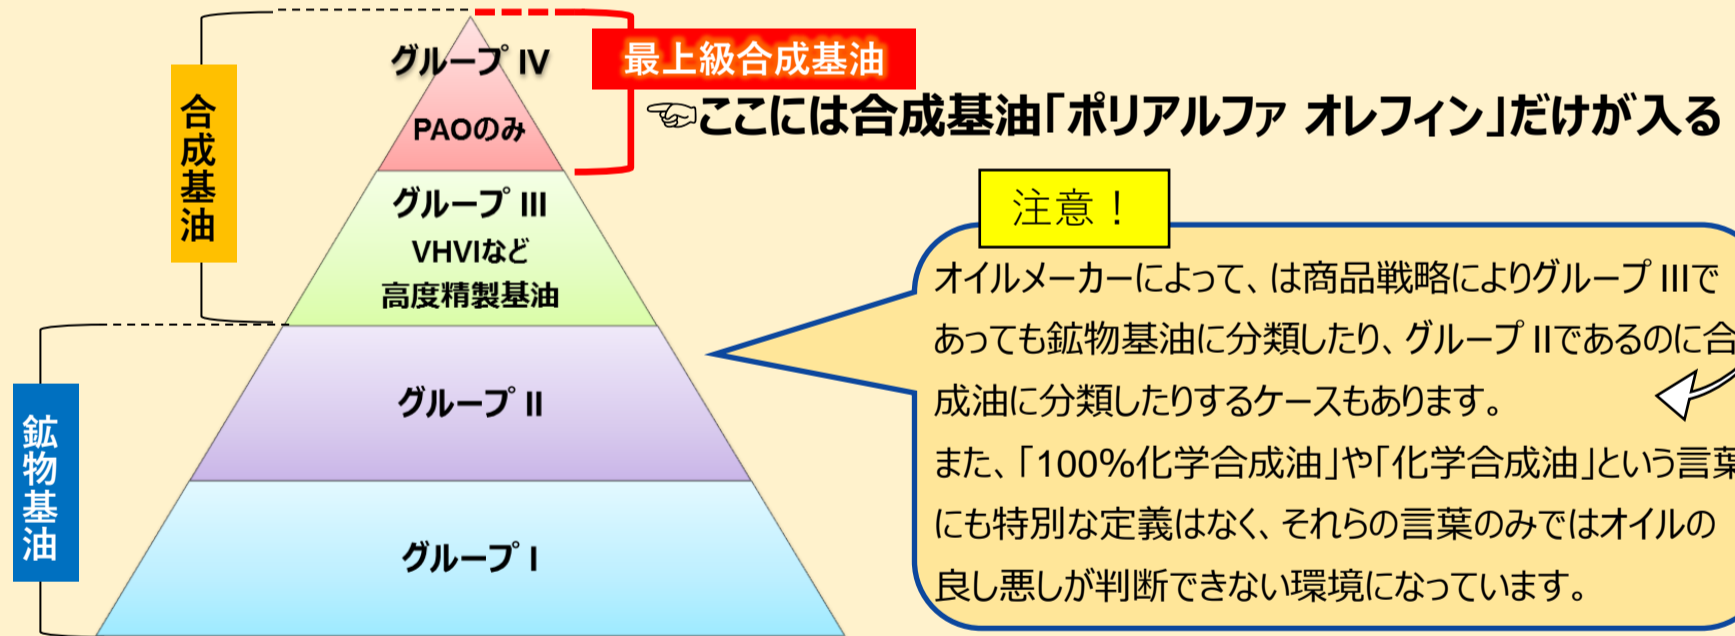 グループ IV
PAOのみ
最上級合成基油
☜ここには合成基油「ポリアルファ オレフィン」だけが入る
合成基油
グループ III
VHVIなど
高度精製基油
注意！
オイルメーカーによって、は商品戦略によりグループ IIIで
あっても鉱物基油に分類したり、グループ IIであるのに合
成油に分類したりするケースもあります。
また、「100%化学合成油」や「化学合成油」という言葉
にも特別な定義はなく、それらの言葉のみではオイルの
良し悪しが判断できない環境になっています。
グループ II
鉱物基油
グループ I